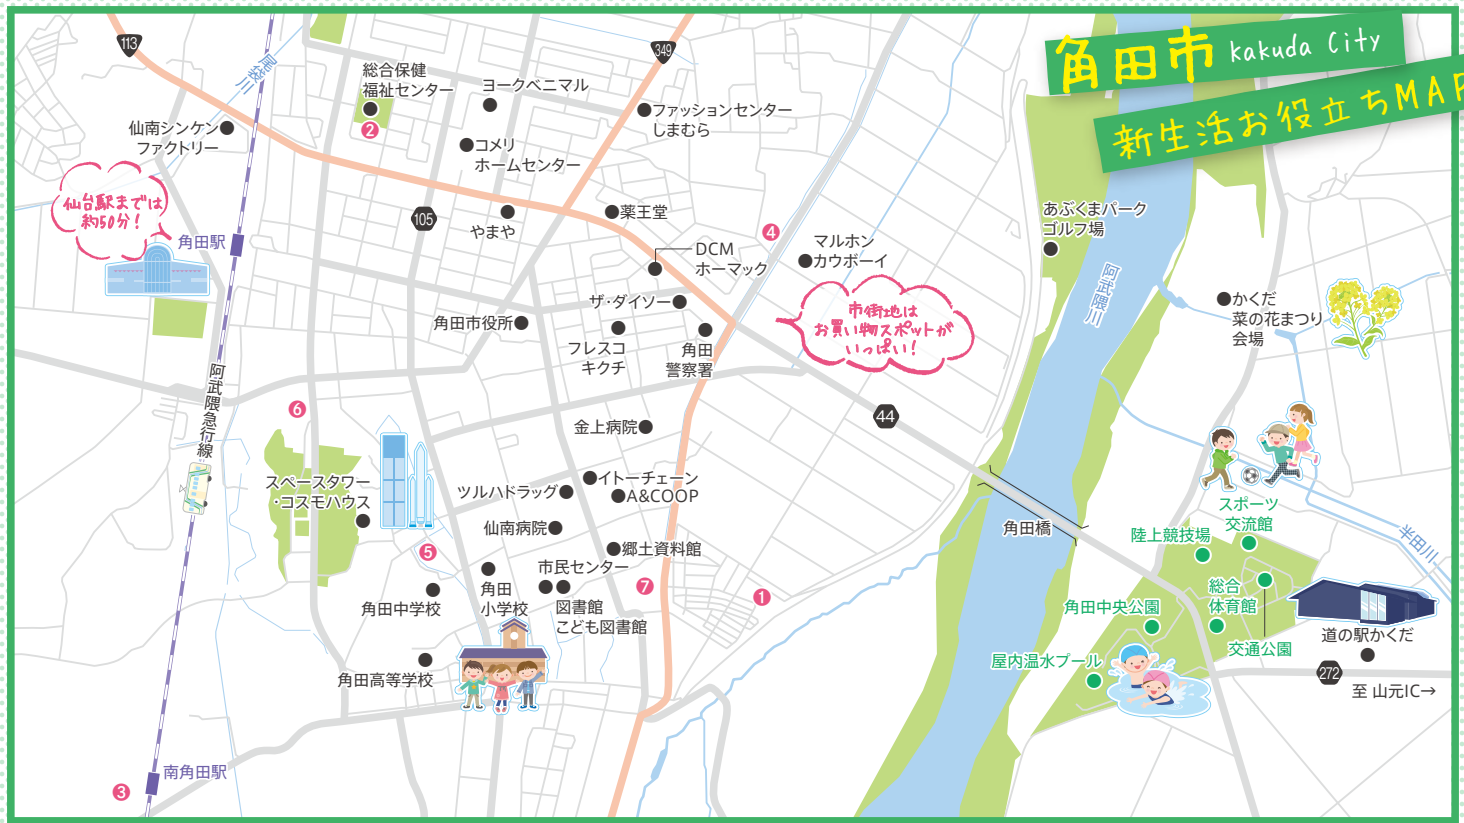 角田市 kakuda City
新生活お役立ちMAP
113
尾袋川
総合保健
福祉センター
❷
ヨークベニマル
349
ファッションセンター
しまむら
仙南シンケン
ファクトリー
コメリ
ホームセンター
仙台駅までは
約50分!
角田駅
105
やまや
薬王堂
❹
DCM
ホーマック
マルホン
カウボーイ
あぶくまパーク
ゴルフ場
阿武隈川
ザ・ダイソー
角田市役所
フレスコ
キクチ
角田
警察署
市街地は
お買い物スポットが
いっぱい!
かくだ
菜の花まつり
会場
阿武隈急行線
❻
44
金上病院
スペースタワー
・コスモハウス
イトーチェーン
ツルハドラッグ
A&COOP
仙南病院
角田橋
スポーツ
交流館
陸上競技場
半田川
❺
郷土資料館
市民センター
角田
小学校
図書館
こども図書館
❼
❶
角田中学校
総合
体育館
角田中央公園
交通公園
道の駅かくだ
屋内温水プール
272
至 山元IC→
角田高等学校
南角田駅
❸